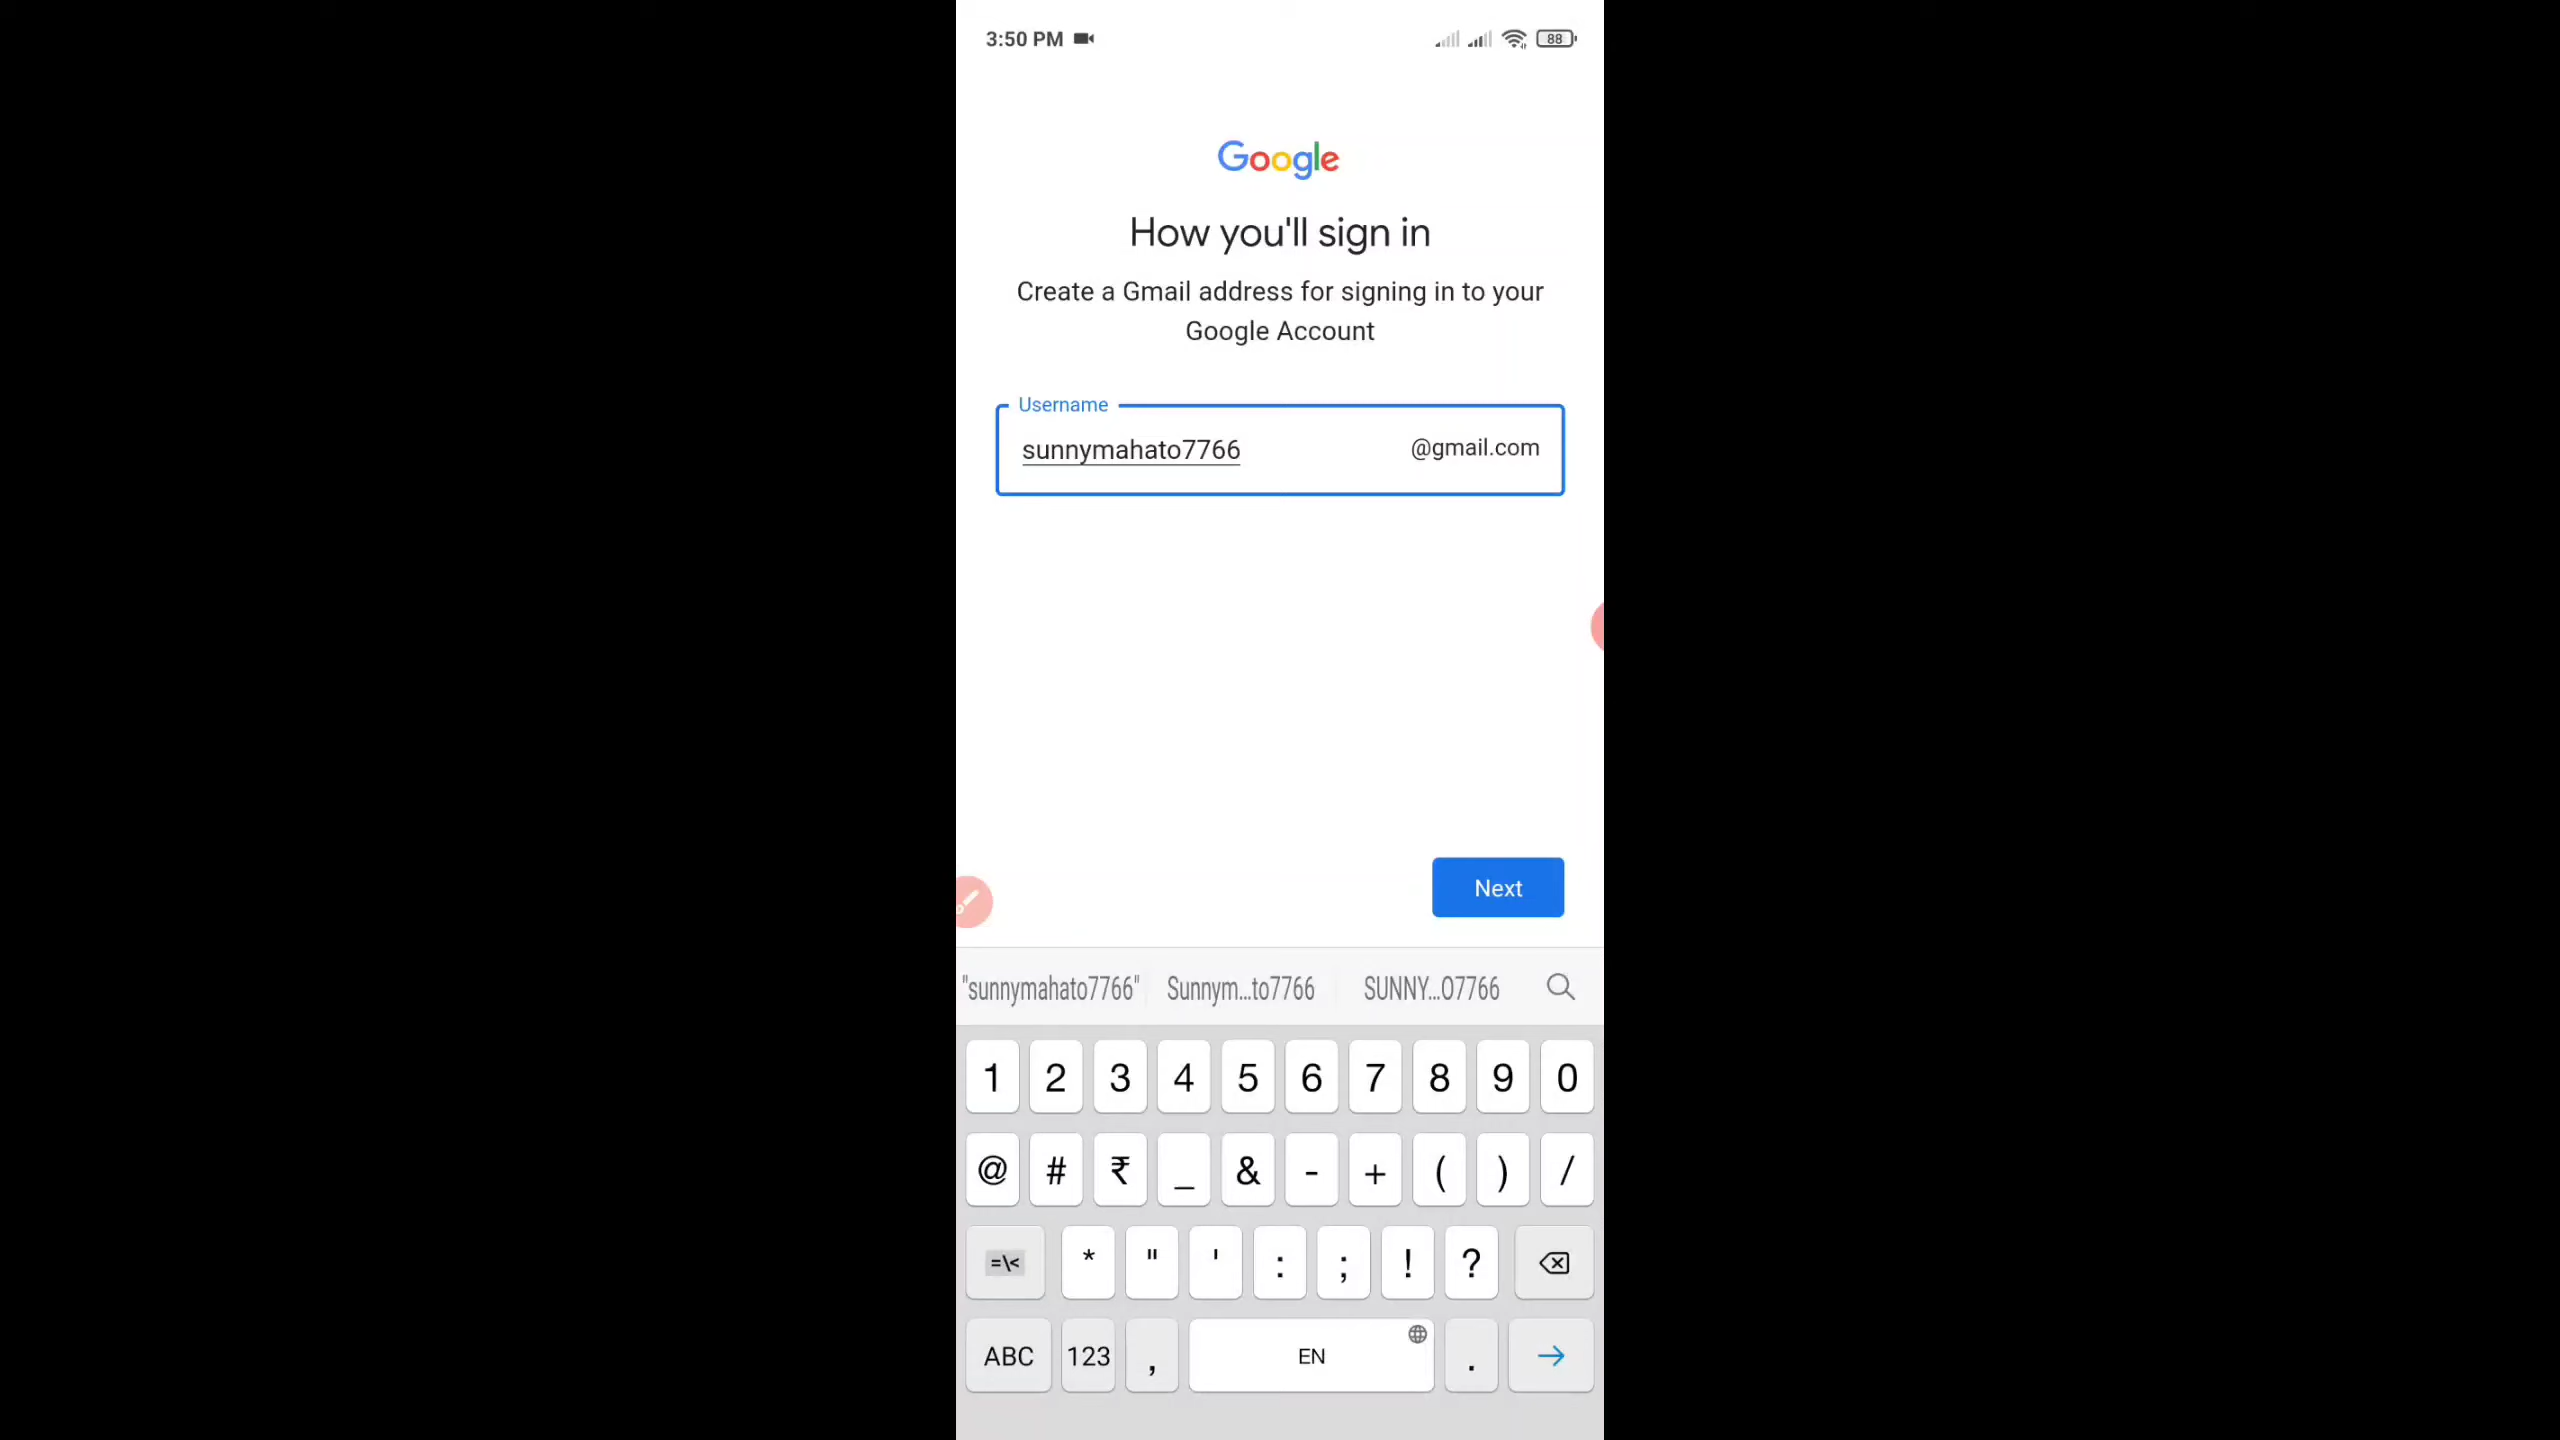 3:50 PM
88
Google
How you'll sign in
Create a Gmail address for signing in to your
Google Account
Username
sunnymahato7766 @gmail.com
Next
"sunnymahato7766" Sunnym...to7766 SUNNY...O7766
1 2 3 4 5 6 7 8 9 0
@ # ₹ _ & - + ( ) /
=\< * " ' : ; ! ?
ABC 123 , EN .